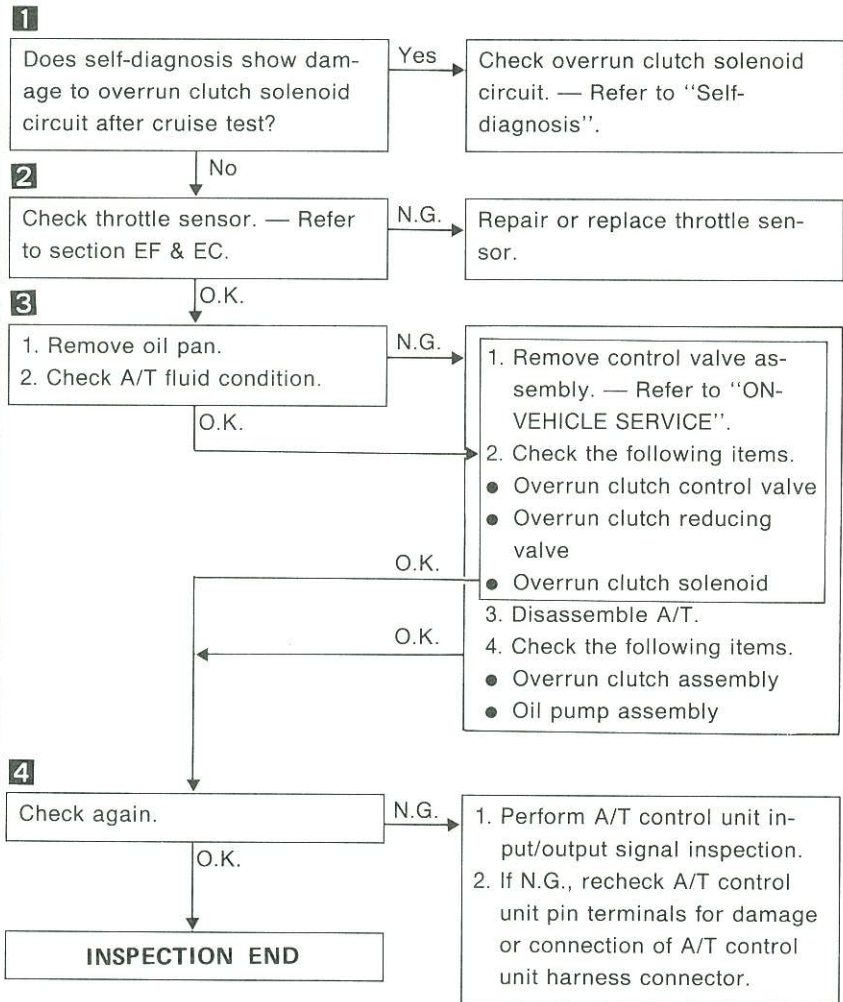 1
Does self-diagnosis show dam-
age to overrun clutch solenoid
circuit after cruise test?
Yes
Check overrun clutch solenoid
circuit. — Refer to "Self-
diagnosis".
No
2
Check throttle sensor. — Refer
to section EF & EC.
N.G.
Repair or replace throttle sen-
sor.
O.K.
3
1. Remove oil pan.
2. Check A/T fluid condition.
N.G.
O.K.
1. Remove control valve as-
sembly. — Refer to "ON-
VEHICLE SERVICE".
2. Check the following items.
● Overrun clutch control valve
● Overrun clutch reducing
valve
● Overrun clutch solenoid
O.K.
3. Disassemble A/T.
4. Check the following items.
● Overrun clutch assembly
● Oil pump assembly
O.K.
4
Check again.
N.G.
1. Perform A/T control unit in-
put/output signal inspection.
2. If N.G., recheck A/T control
unit pin terminals for damage
or connection of A/T control
unit harness connector.
O.K.
INSPECTION END